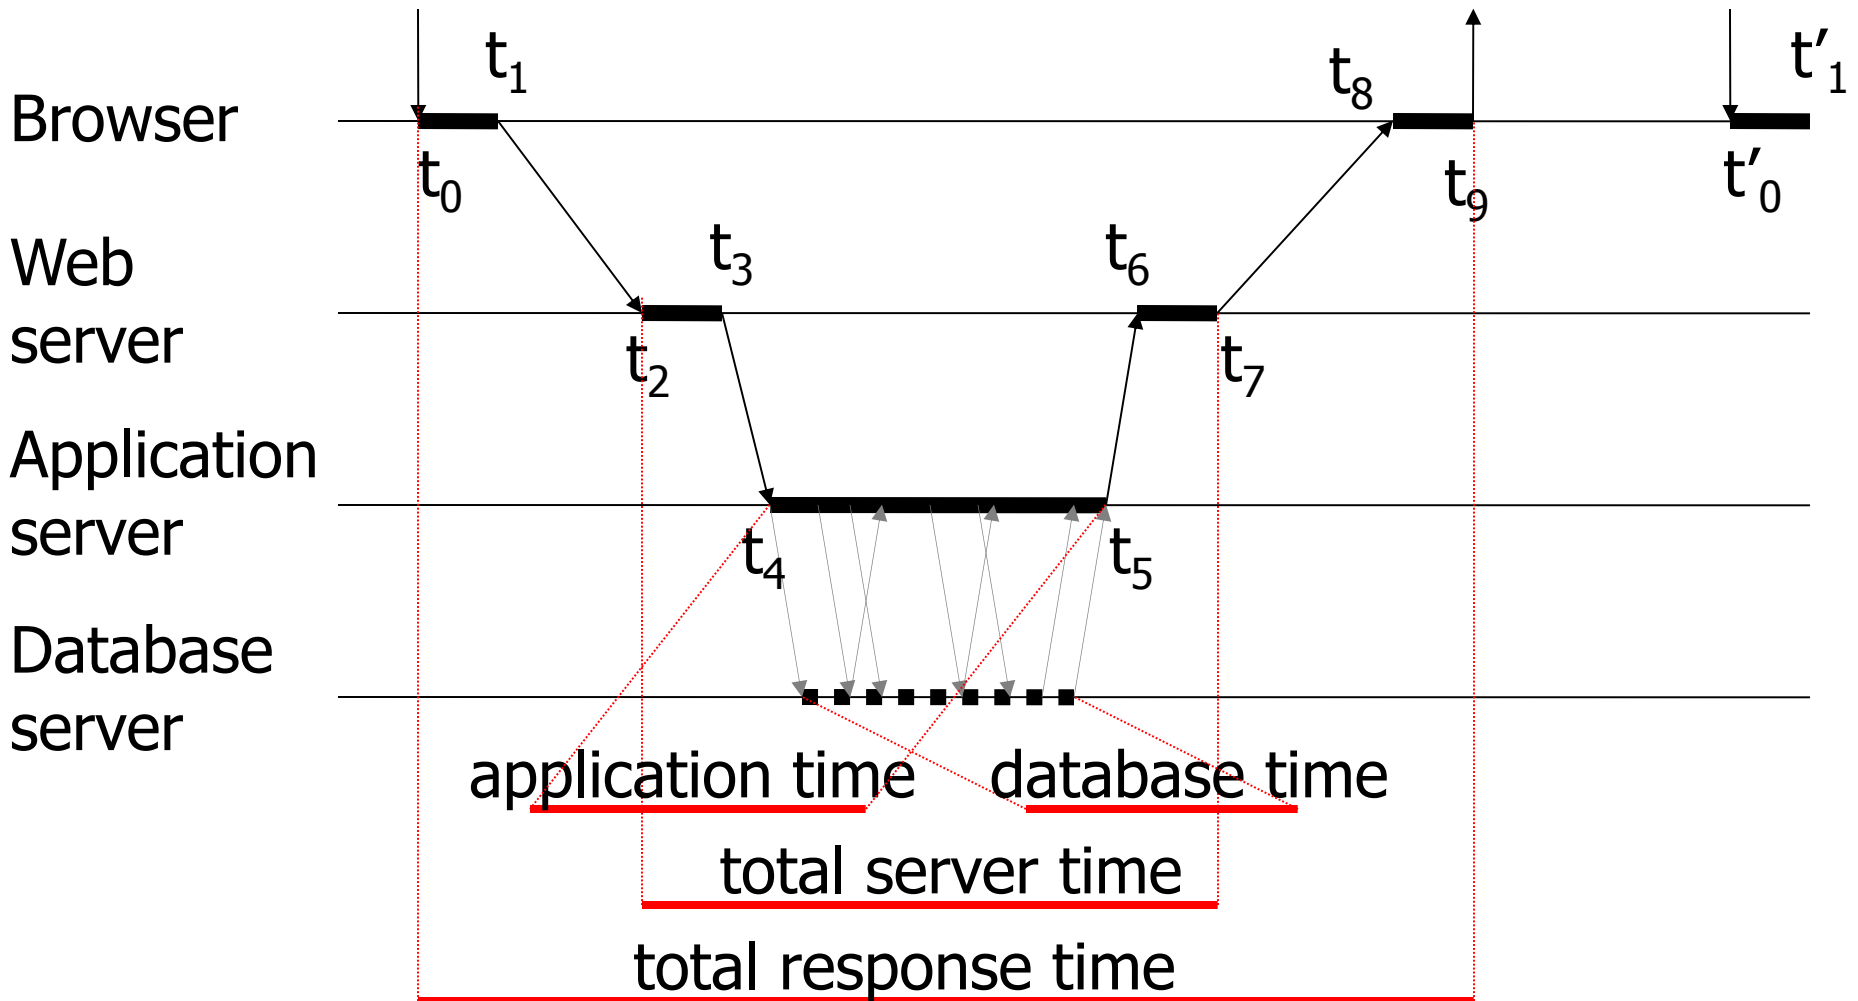 t1
t8
t′1
Browser
t0
t9
t′0
Web
server
t3
t6
t2
t7
Application
server
t4
t5
Database
server
application time
database time
total server time
total response time